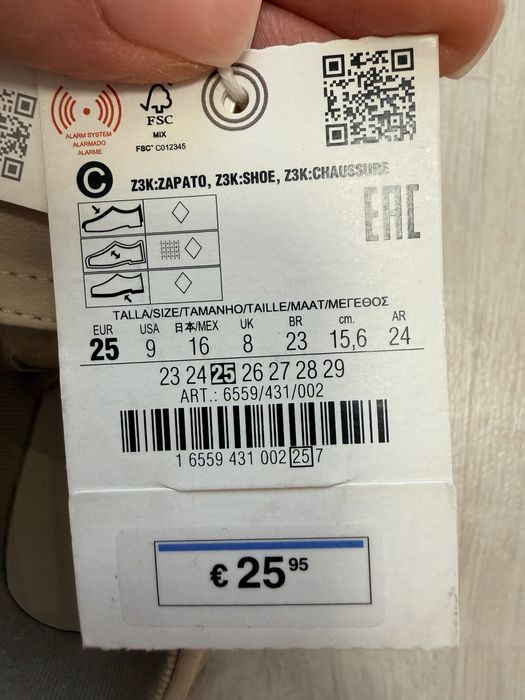 ALARM SYSTEM
ALARMADO
ALARME
FSC
MIX
FSC™ C012345
C
Z3K:ZAPATO, Z3K:SHOE, Z3K:CHAUSSURE
EAC
TALLA/SIZE/TAMANHO/TAILLE/MAAT/ΜΕΓΕΘΟΣ
EUR USA 日本/MEX UK BR cm. AR
25 9 16 8 23 15,6 24
23 24 25 26 27 28 29
ART.: 6559/431/002
1 6559 431 002 25 7
€ 25 95